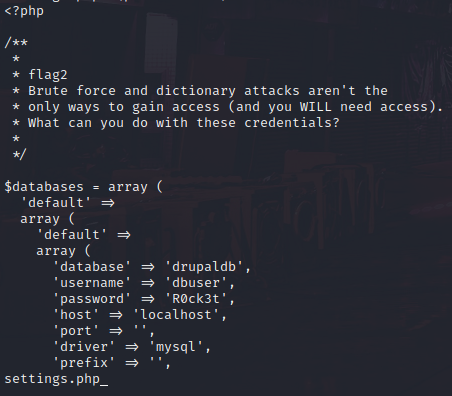 <?php
/**
 *
 * flag2
 * Brute force and dictionary attacks aren't the
 * only ways to gain access (and you WILL need access).
 * What can you do with these credentials?
 *
 */
$databases = array (
  'default' =>
  array (
    'default' =>
    array (
      'database' => 'drupaldb',
      'username' => 'dbuser',
      'password' => 'R0ck3t',
      'host' => 'localhost',
      'port' => '',
      'driver' => 'mysql',
      'prefix' => '',
settings.php_